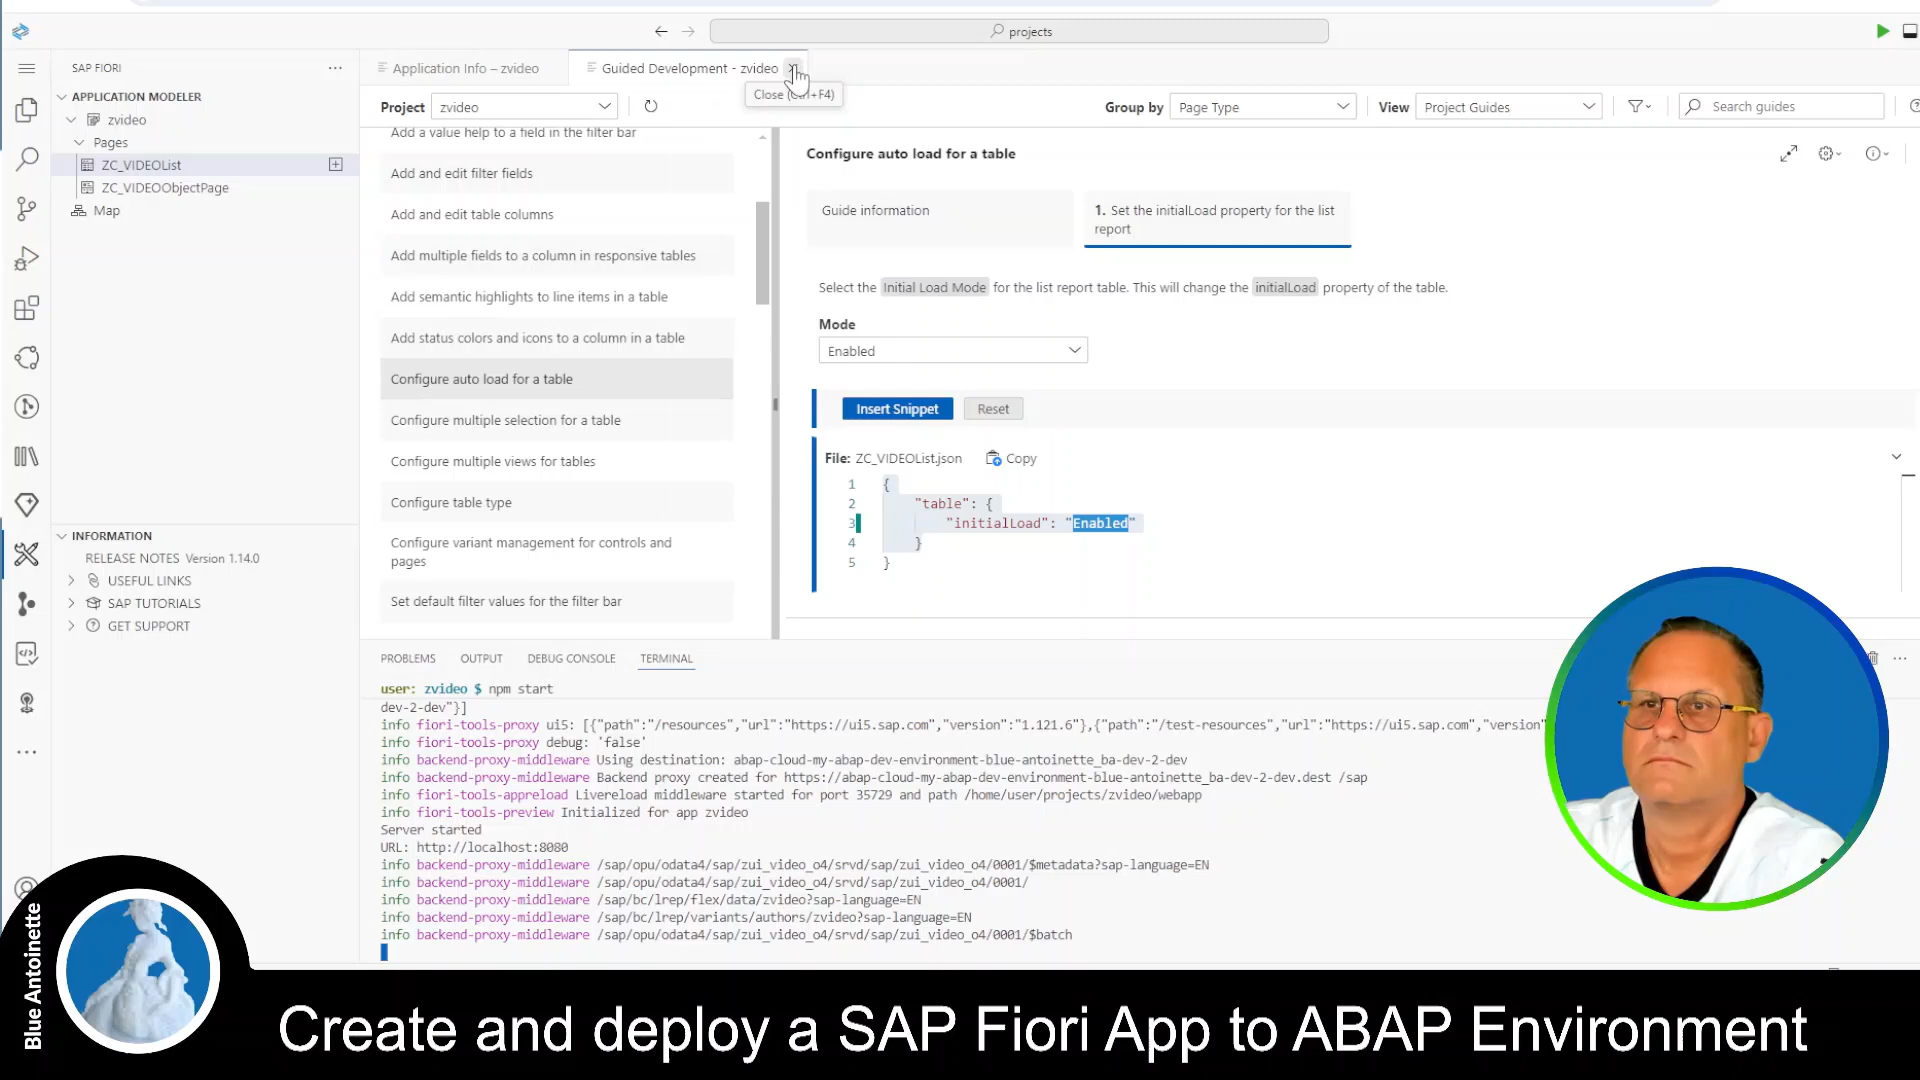 projects
SAP FIORI
Application Info – zvideo
Guided Development - zvideo
Close (Ctrl+F4)
APPLICATION MODELER
zvideo
Pages
ZC_VIDEOList
ZC_VIDEOObjectPage
Map
Project
zvideo
Group by
Page Type
View
Project Guides
Search guides
Add a value help to a field in the filter bar
Add and edit filter fields
Add and edit table columns
Add multiple fields to a column in responsive tables
Add semantic highlights to line items in a table
Add status colors and icons to a column in a table
Configure auto load for a table
Configure multiple selection for a table
Configure multiple views for tables
Configure table type
Configure variant management for controls and
pages
Set default filter values for the filter bar
Configure auto load for a table
Guide information
1. Set the initialLoad property for the list
report
Select the Initial Load Mode for the list report table. This will change the initialLoad property of the table.
Mode
Enabled
Insert Snippet
Reset
File: ZC_VIDEOList.json
Copy
1 {
2 "table": {
3 "initialLoad": "Enabled"
4 }
5 }
INFORMATION
RELEASE NOTES Version 1.14.0
USEFUL LINKS
SAP TUTORIALS
GET SUPPORT
PROBLEMS
OUTPUT
DEBUG CONSOLE
TERMINAL
user: zvideo $ npm start
dev-2-dev"}]
info fiori-tools-proxy ui5: [{"path":"/resources","url":"https://ui5.sap.com","version":"1.121.6"},{"path":"/test-resources","url":"https://ui5.sap.com","version"
info fiori-tools-proxy debug: 'false'
info backend-proxy-middleware Using destination: abap-cloud-my-abap-dev-environment-blue-antoinette_ba-dev-2-dev
info backend-proxy-middleware Backend proxy created for https://abap-cloud-my-abap-dev-environment-blue-antoinette_ba-dev-2-dev.dest /sap
info fiori-tools-appreload Livereload middleware started for port 35729 and path /home/user/projects/zvideo/webapp
info fiori-tools-preview Initialized for app zvideo
Server started
URL: http://localhost:8080
info backend-proxy-middleware /sap/opu/odata4/sap/zui_video_o4/srvd/sap/zui_video_o4/0001/$metadata?sap-language=EN
info backend-proxy-middleware /sap/opu/odata4/sap/zui_video_o4/srvd/sap/zui_video_o4/0001/
info backend-proxy-middleware /sap/bc/lrep/flex/data/zvideo?sap-language=EN
info backend-proxy-middleware /sap/bc/lrep/variants/authors/zvideo?sap-language=EN
info backend-proxy-middleware /sap/opu/odata4/sap/zui_video_o4/srvd/sap/zui_video_o4/0001/$batch
Blue Antoinette
Create and deploy a SAP Fiori App to ABAP Environment